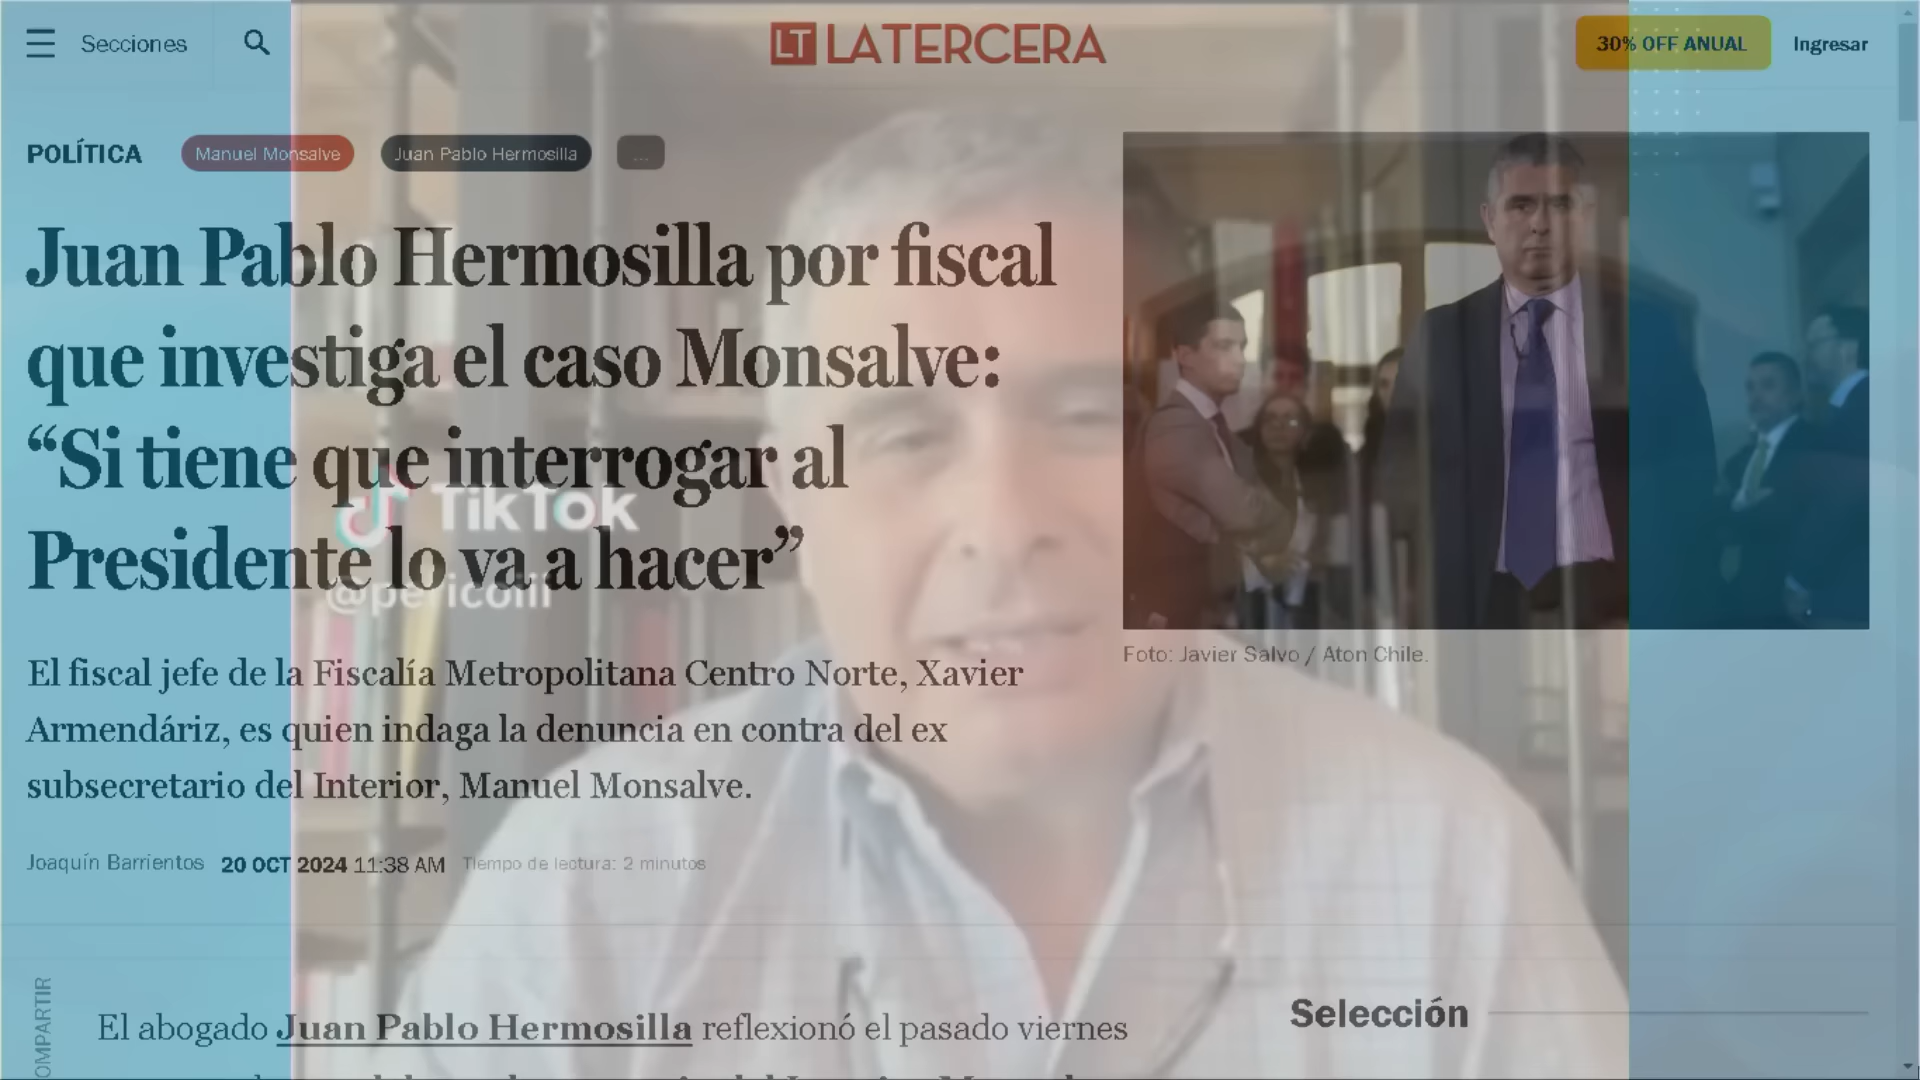 Secciones
LT LATERCERA
30% OFF ANUAL
Ingresar
POLÍTICA
Manuel Monsalve
Juan Pablo Hermosilla
...
Juan Pablo Hermosilla por fiscal
que investiga el caso Monsalve:
“Si tiene que interrogar al
Presidente lo va a hacer”
TikTok
@pericoiii
Foto: Javier Salvo / Aton Chile.
El fiscal jefe de la Fiscalía Metropolitana Centro Norte, Xavier
Armendáriz, es quien indaga la denuncia en contra del ex
subsecretario del Interior, Manuel Monsalve.
Joaquín Barrientos 20 OCT 2024 11:38 AM Tiempo de lectura: 2 minutos
El abogado Juan Pablo Hermosilla reflexionó el pasado viernes
Selección